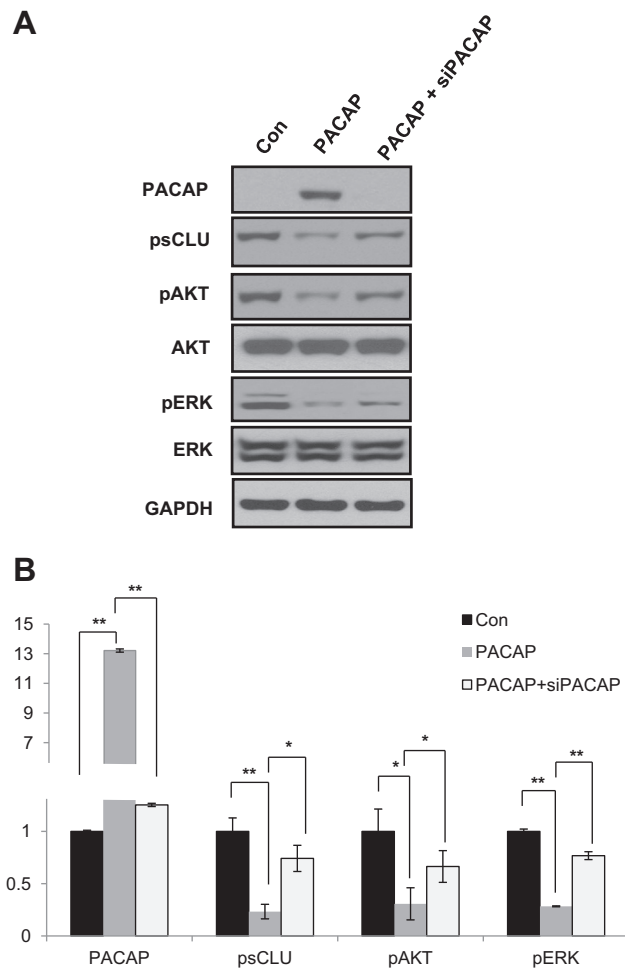 A
Con
PACAP
PACAP + siPACAP
PACAP
psCLU
pAKT
AKT
pERK
ERK
GAPDH
B
15
13
11
9
7
1
0.5
0
**
**
**
*
*
*
**
**
Con
PACAP
PACAP+siPACAP
PACAP
psCLU
pAKT
pERK